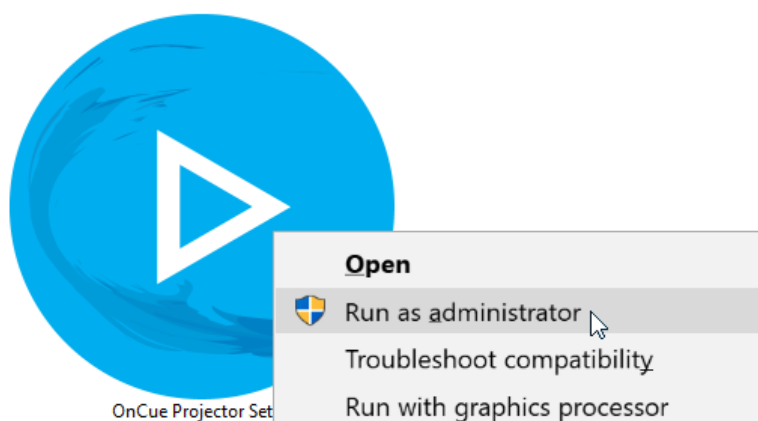 Open
Run as administrator
Troubleshoot compatibility
OnCue Projector Set
Run with graphics processor